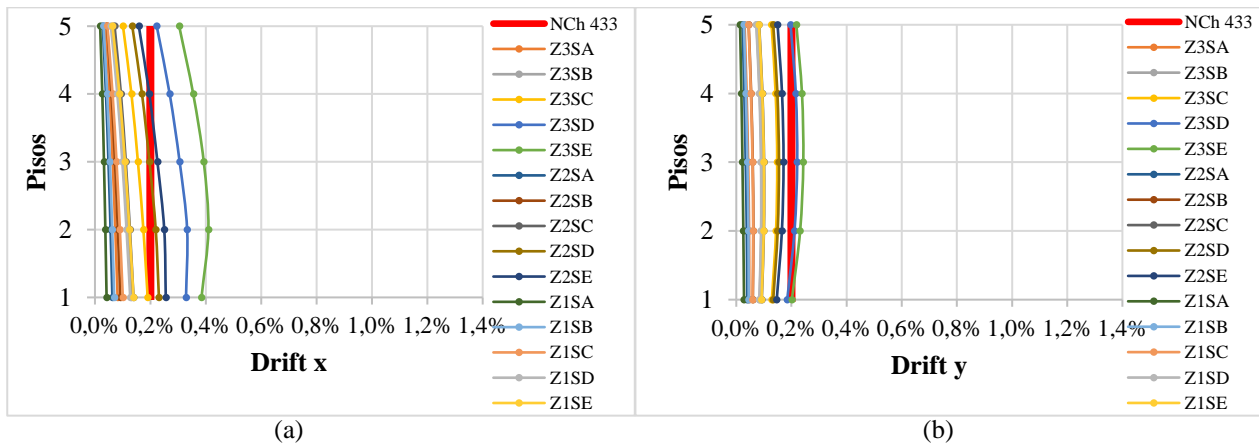 5
4
3
2
1
Pisos
0,0% 0,2% 0,4% 0,6% 0,8% 1,0% 1,2% 1,4%
Drift x
NCh 433
Z3SA
Z3SB
Z3SC
Z3SD
Z3SE
Z2SA
Z2SB
Z2SC
Z2SD
Z2SE
Z1SA
Z1SB
Z1SC
Z1SD
Z1SE
(a)
5
4
3
2
1
Pisos
0,0% 0,2% 0,4% 0,6% 0,8% 1,0% 1,2% 1,4%
Drift y
NCh 433
Z3SA
Z3SB
Z3SC
Z3SD
Z3SE
Z2SA
Z2SB
Z2SC
Z2SD
Z2SE
Z1SA
Z1SB
Z1SC
Z1SD
Z1SE
(b)